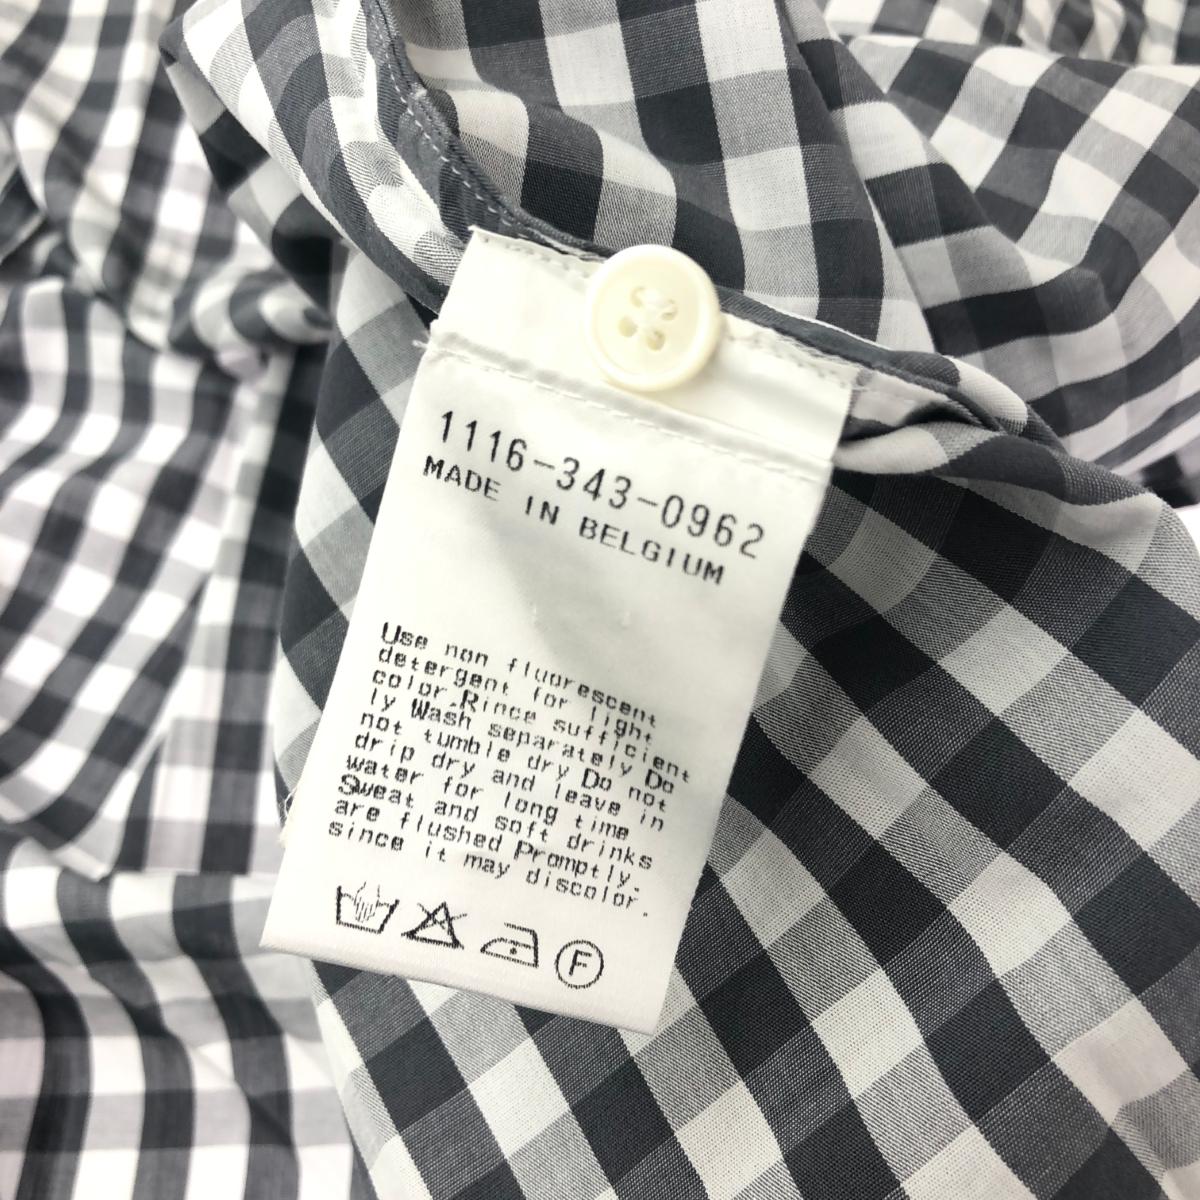 1116-343-0962
MADE IN BELGIUM
Use non fluorescent
detergent for light
color Rince sufficient
ly Wash separately Do
not tumble dry Do not
drip dry and leave in
water for long time
Sweat and soft drinks
are flushed Promptly.
since it may discolor.
F